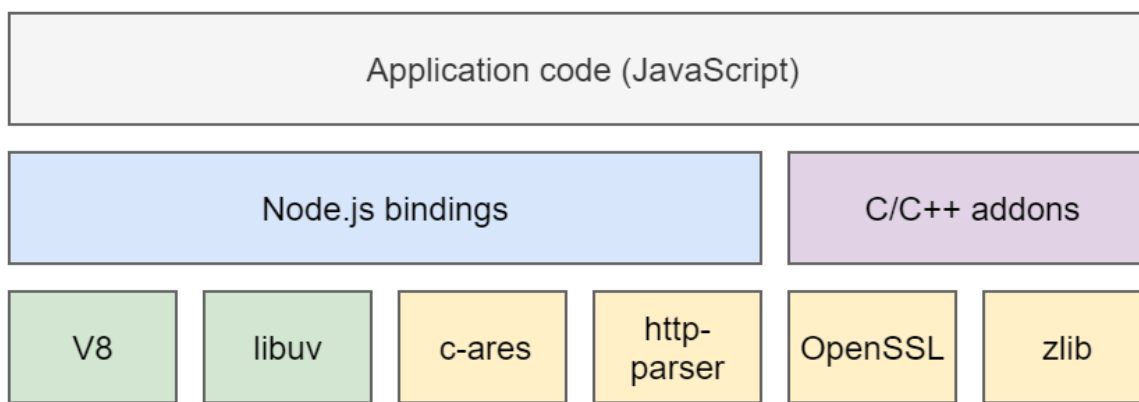 Application code (JavaScript)
Node.js bindings
C/C++ addons
V8
libuv
c-ares
http-
parser
OpenSSL
zlib